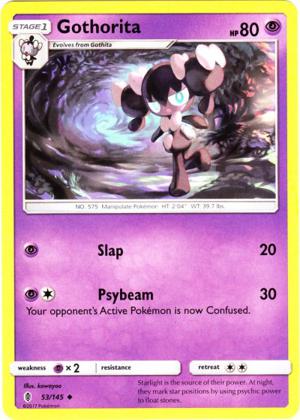 STAGE 1
Gothorita
HP 80
Evolves from Gothita
NO. 575 Manipulate Pokémon HT: 2'04" WT: 39.7 lbs.
Slap 20
Psybeam 30
Your opponent's Active Pokémon is now Confused.
weakness × 2 resistance retreat
Illus. kawayoo
53/145
©2017 Pokémon
Starlight is the source of their power. At night,
they mark star positions by using psychic power
to float stones.